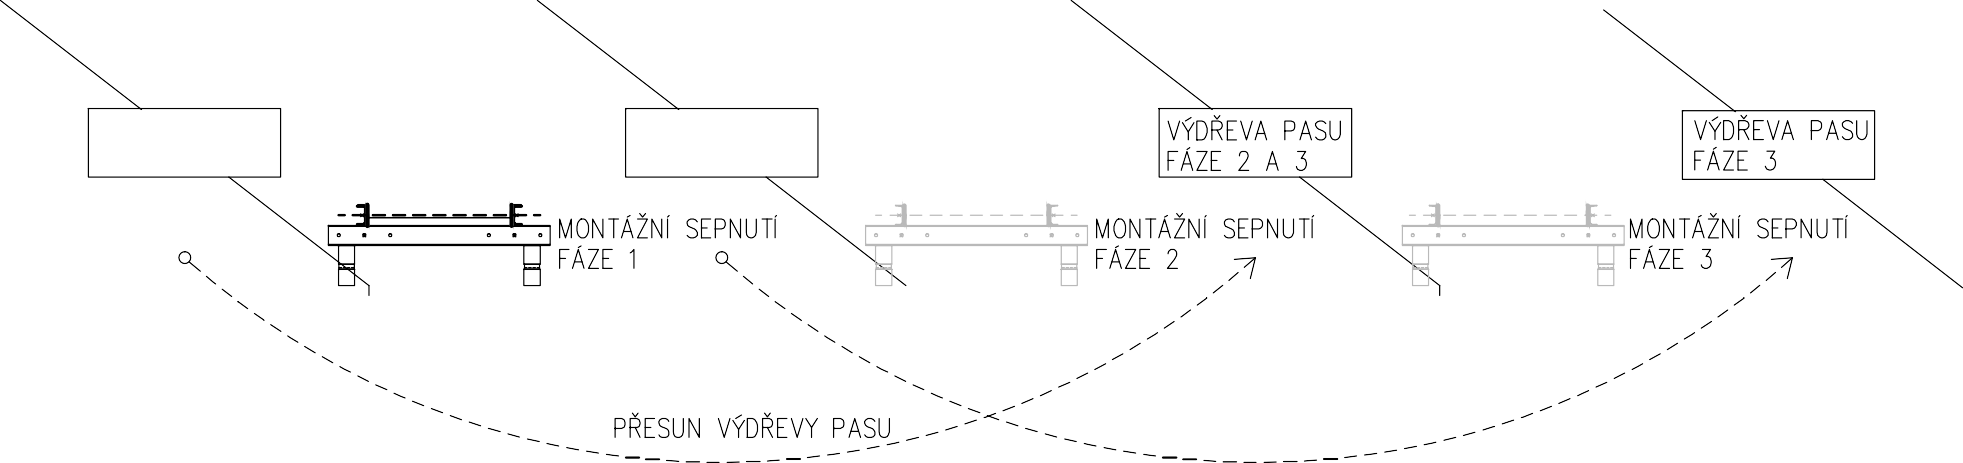 VÝDŘEVA PASU
FÁZE 2 A 3
VÝDŘEVA PASU
FÁZE 3
MONTÁŽNÍ SEPNUTÍ
FÁZE 1
MONTÁŽNÍ SEPNUTÍ
FÁZE 2
MONTÁŽNÍ SEPNUTÍ
FÁZE 3
PŘESUN VÝDŘEVY PASU